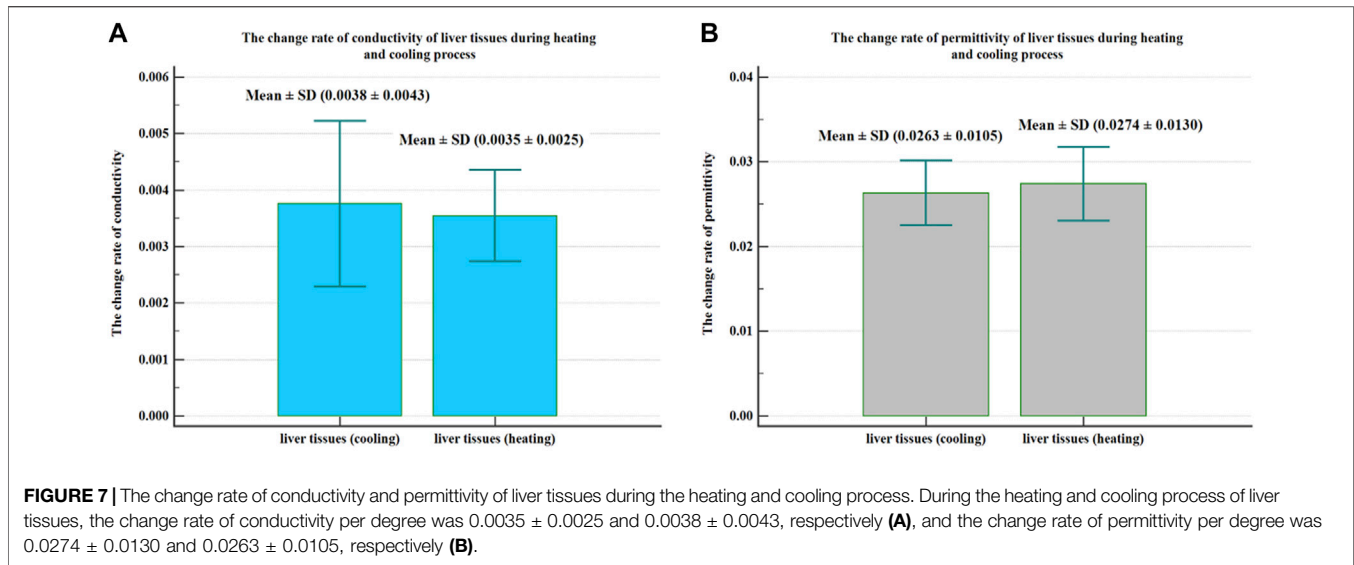 A
The change rate of conductivity of liver tissues during heating
and cooling process
The change rate of conductivity
0.006
0.005
0.004
0.003
0.002
0.001
0.000
Mean ± SD (0.0038 ± 0.0043)
Mean ± SD (0.0035 ± 0.0025)
liver tissues (cooling)
liver tissues (heating)
B
The change rate of permittivity of liver tissues during heating
and cooling process
The change rate of permittivity
0.04
0.03
0.02
0.01
0.00
Mean ± SD (0.0263 ± 0.0105)
Mean ± SD (0.0274 ± 0.0130)
liver tissues (cooling)
liver tissues (heating)
FIGURE 7 | The change rate of conductivity and permittivity of liver tissues during the heating and cooling process. During the heating and cooling process of liver
tissues, the change rate of conductivity per degree was 0.0035 ± 0.0025 and 0.0038 ± 0.0043, respectively (A), and the change rate of permittivity per degree was
0.0274 ± 0.0130 and 0.0263 ± 0.0105, respectively (B).